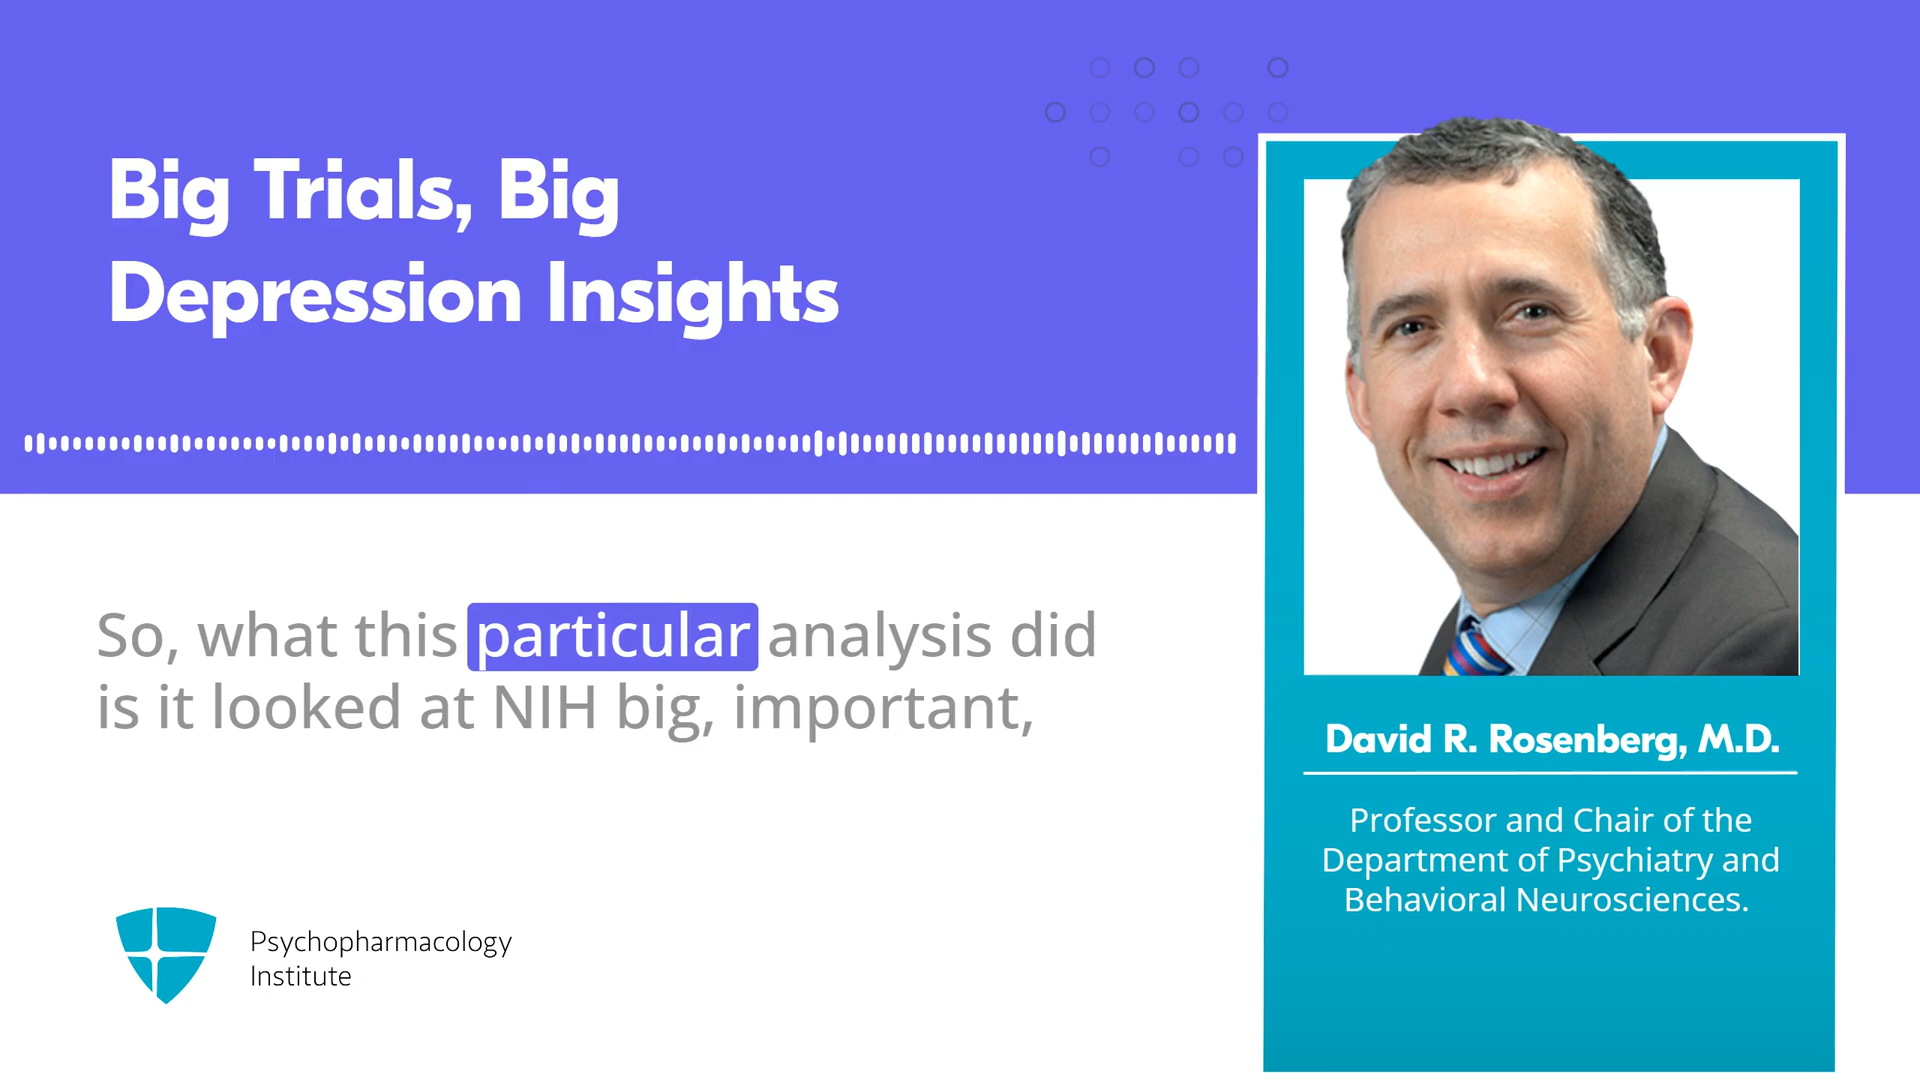 Big Trials, Big
Depression Insights
So, what this particular analysis did
is it looked at NIH big, important,
David R. Rosenberg, M.D.
Professor and Chair of the
Department of Psychiatry and
Behavioral Neurosciences.
Psychopharmacology
Institute